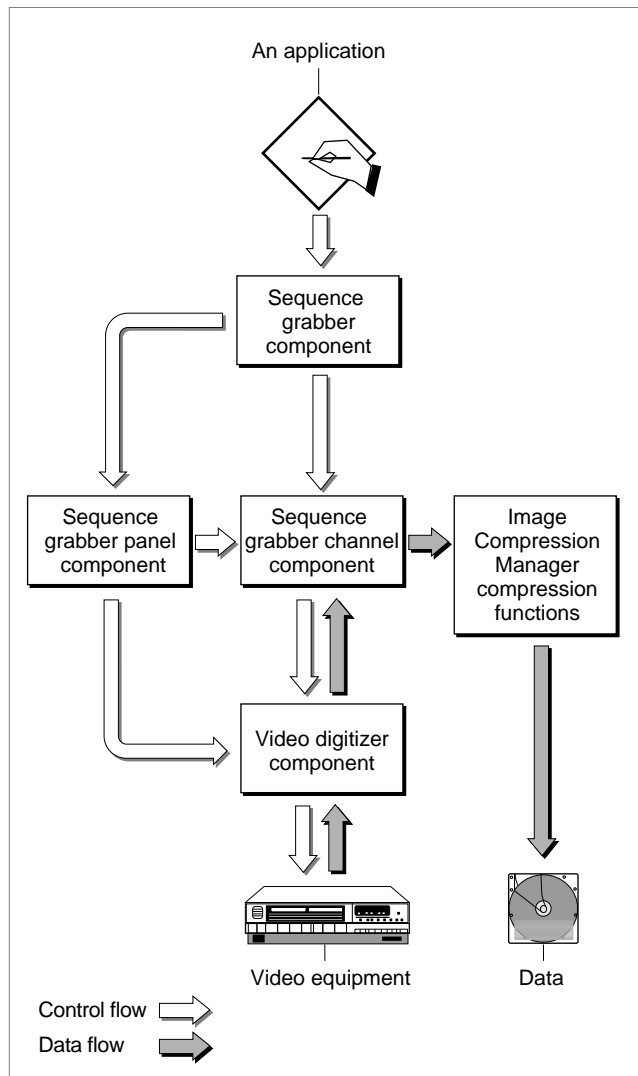 An application
Sequence
grabber
component
Sequence
grabber panel
component
Sequence
grabber channel
component
Image
Compression
Manager
compression
functions
Video digitizer
component
Video equipment
Data
Control flow
Data flow